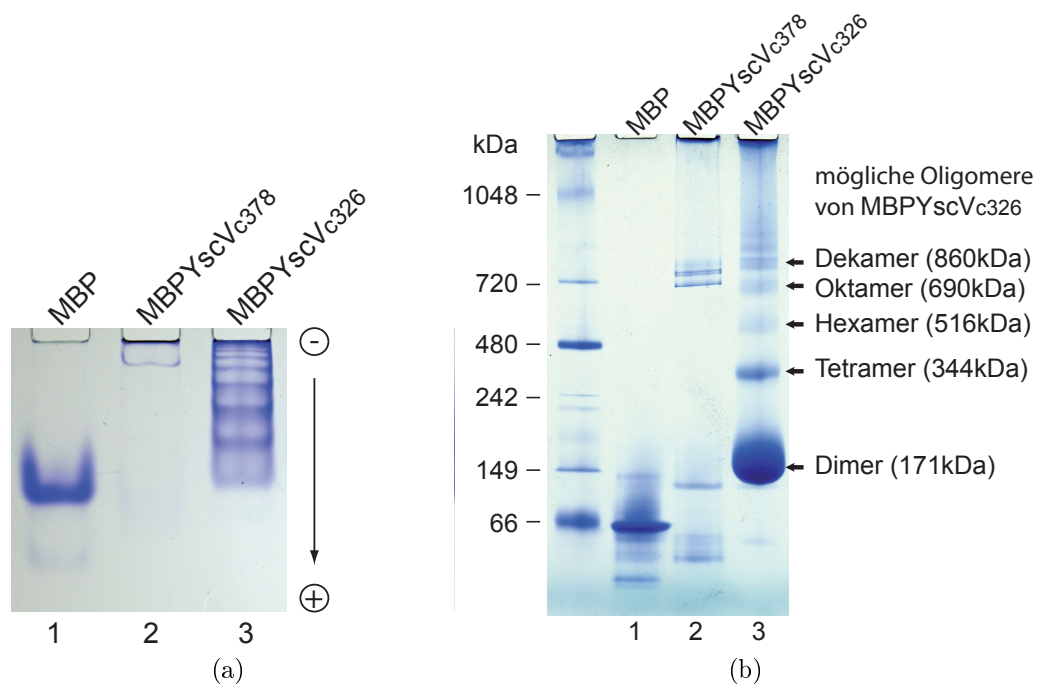 MBP
MBPYscVC378
MBPYscVC326
-
+
1 2 3
(a)
MBP
MBPYscVC378
MBPYscVC326
kDa
1048
720
480
242
149
66
mögliche Oligomere
von MBPYscVC326
Dekamer (860kDa)
Oktamer (690kDa)
Hexamer (516kDa)
Tetramer (344kDa)
Dimer (171kDa)
1 2 3
(b)